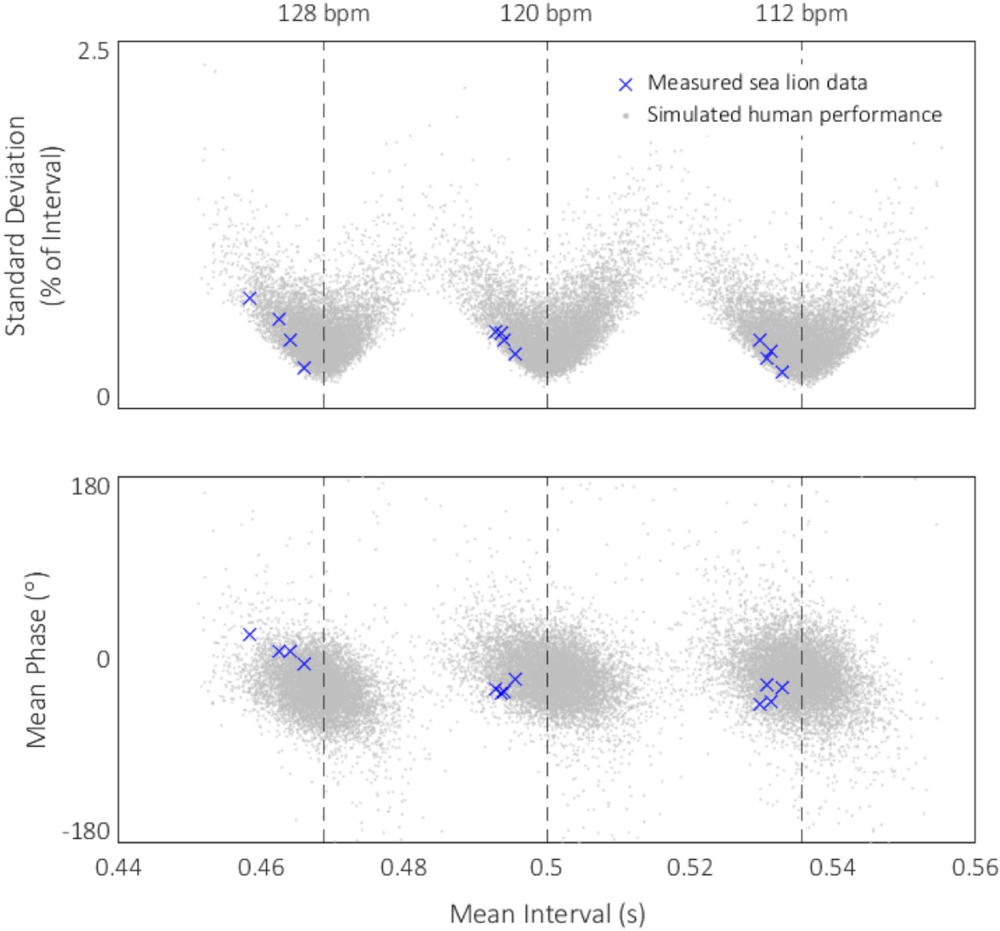 128 bpm 120 bpm 112 bpm
2.5
Measured sea lion data
Simulated human performance
Standard Deviation
(% of Interval)
0
180
Mean Phase (°)
0
-180
0.44 0.46 0.48 0.5 0.52 0.54 0.56
Mean Interval (s)